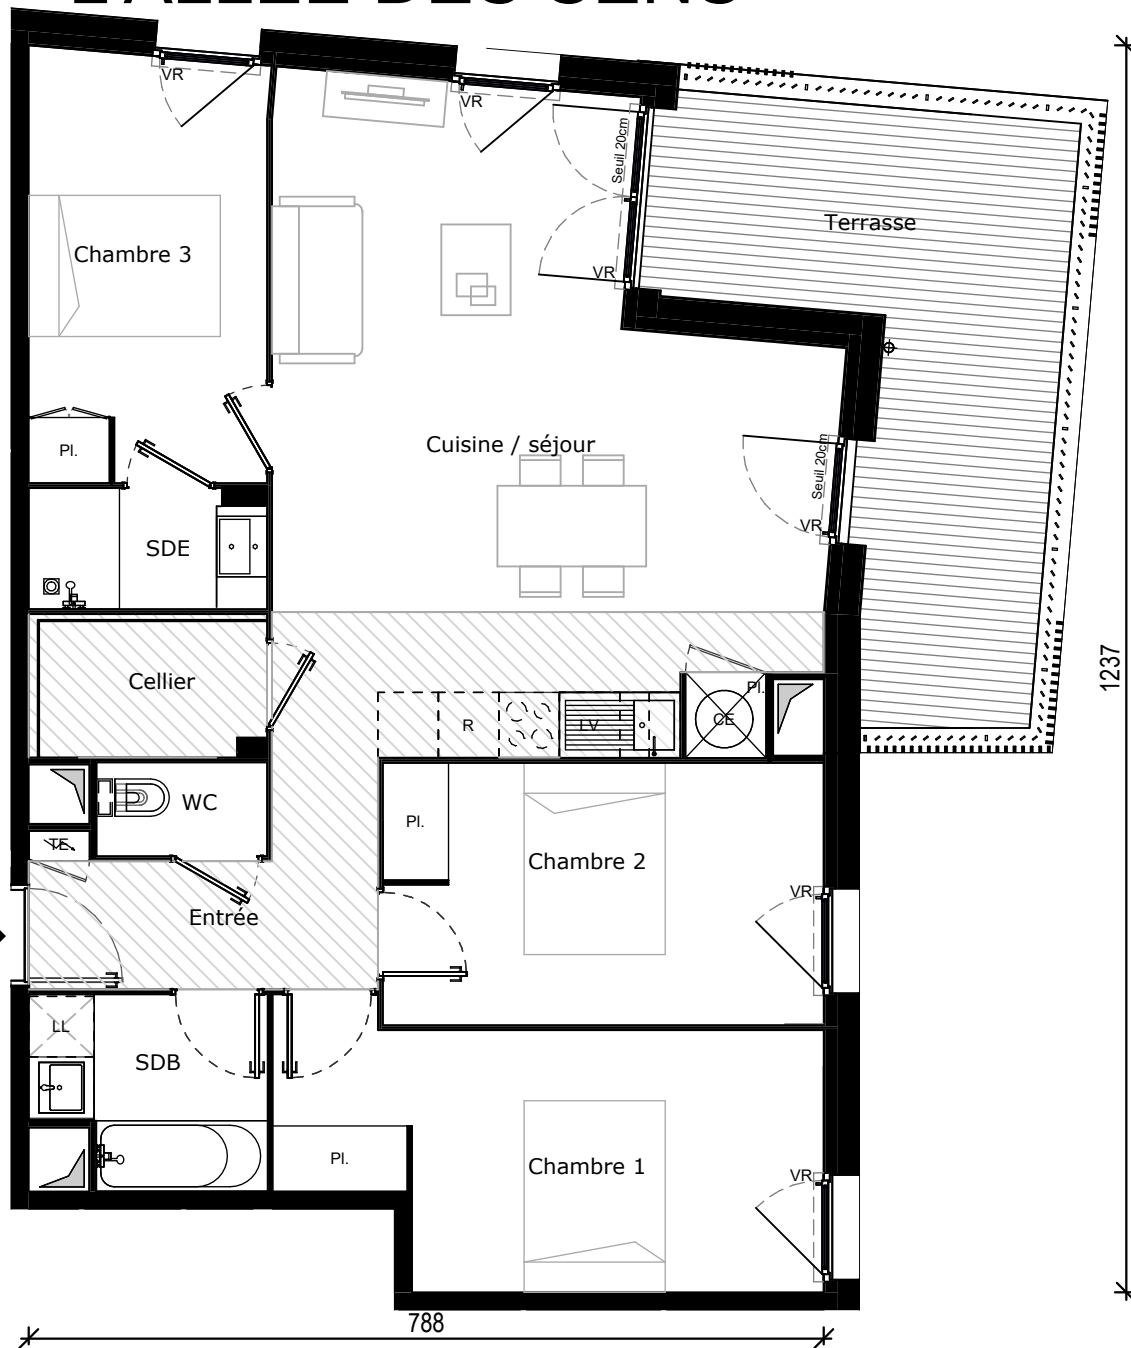 VR
VR
Seuil 20cm
Terrasse
Chambre 3
VR
Pl.
Cuisine / séjour
Seuil 20cm
VR
SDE
1237
Cellier
Pl.
R
LV
CE
WC
TE
Pl.
Chambre 2
VR
Entrée
LL
SDB
Pl.
Chambre 1
VR
788